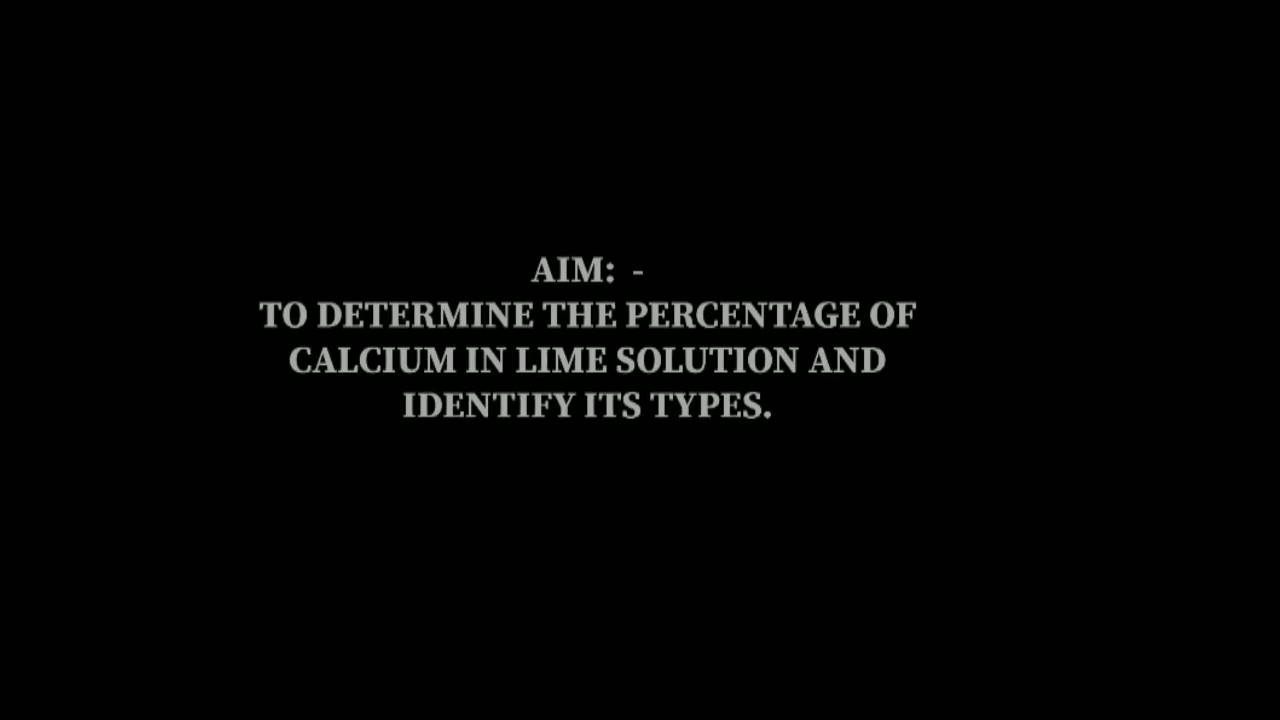 AIM:  -
TO DETERMINE THE PERCENTAGE OF
CALCIUM IN LIME SOLUTION AND
IDENTIFY ITS TYPES.